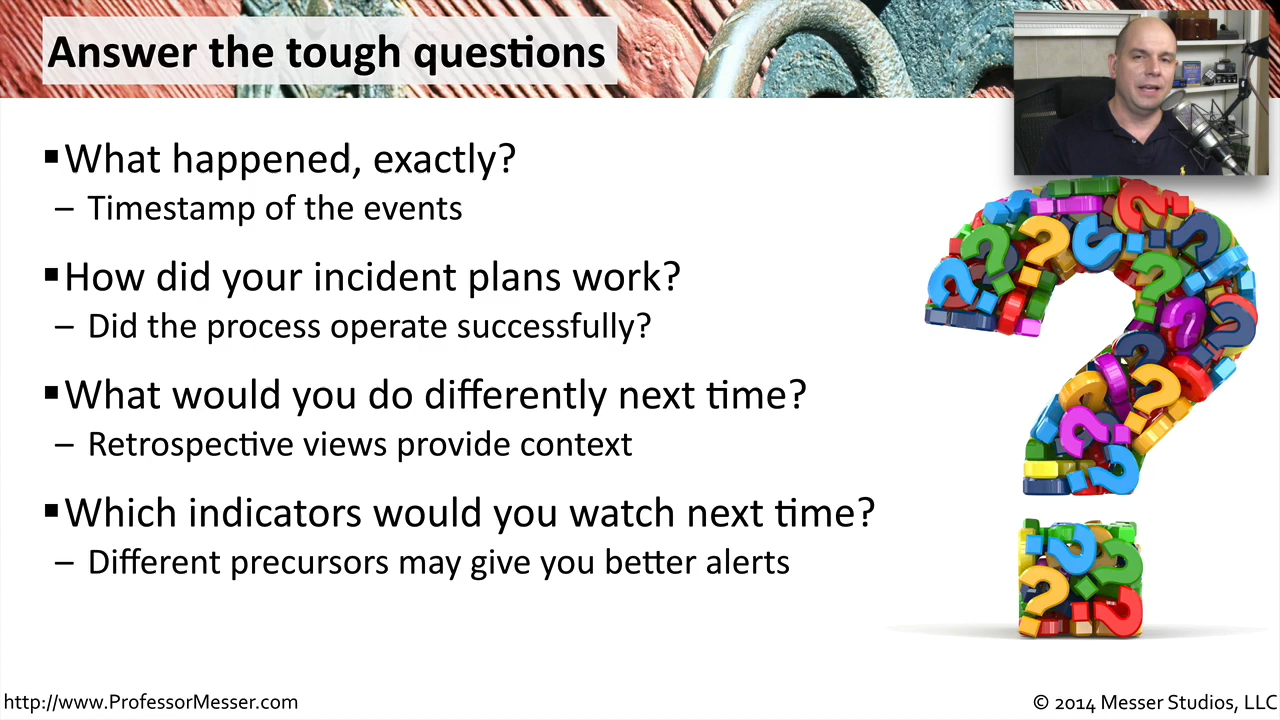 Answer the tough questions
▪What happened, exactly?
– Timestamp of the events
▪How did your incident plans work?
– Did the process operate successfully?
▪What would you do differently next time?
– Retrospective views provide context
▪Which indicators would you watch next time?
– Different precursors may give you better alerts
http://www.ProfessorMesser.com
© 2014 Messer Studios, LLC